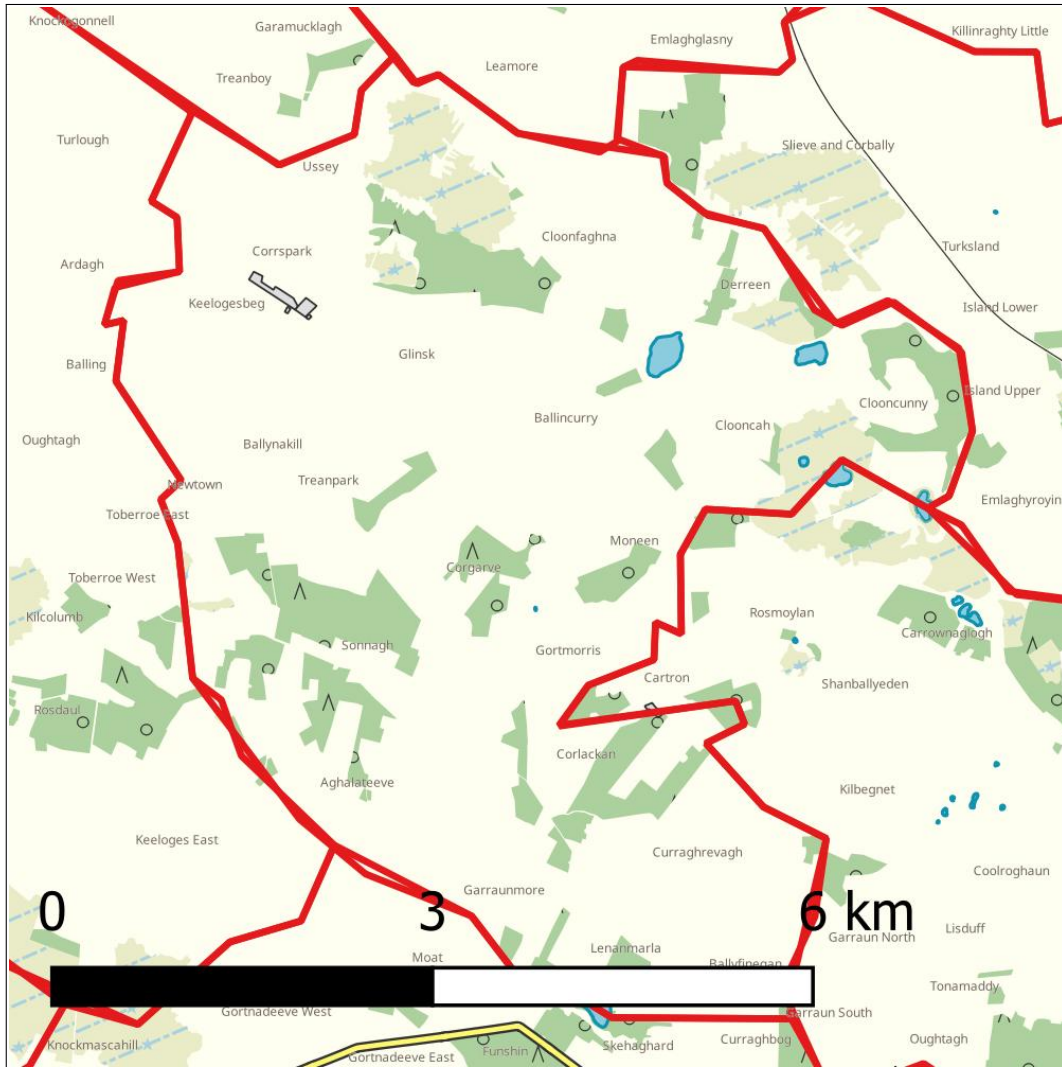 Knockogonnell
Garamucklagh
Killinraghty Little
Emlaghglasny
Leamore
Treanboy
Turlough
Slieve and Corbally
Ussey
Cloonfaghna
Turksland
Corrspark
Ardagh
Derreen
Keelogesbeg
Island Lower
Glinsk
Balling
Island Upper
Clooncunny
Ballincurry
Clooncah
Oughtagh
Ballynakill
Treanpark
Newtown
Emlaghyroyin
Toberroe East
Moneen
Corgarve
Toberroe West
Rosmoylan
Kilcolumb
Carrownaglogh
Sonnagh
Gortmorris
Cartron
Shanballyeden
Rosdaul
Corlackan
Aghalateeve
Kilbegnet
Keeloges East
Curraghrevagh
Coolroghaun
Garraunmore
0 3 6 km
Lisduff
Garraun North
Lenanmarla
Moat
Ballyfinegan
Tonamaddy
Gortnadeeve West
Garraun South
Curraghbog
Oughtagh
Knockmascahill
Skehaghard
Funshin
Gortnadeeve East